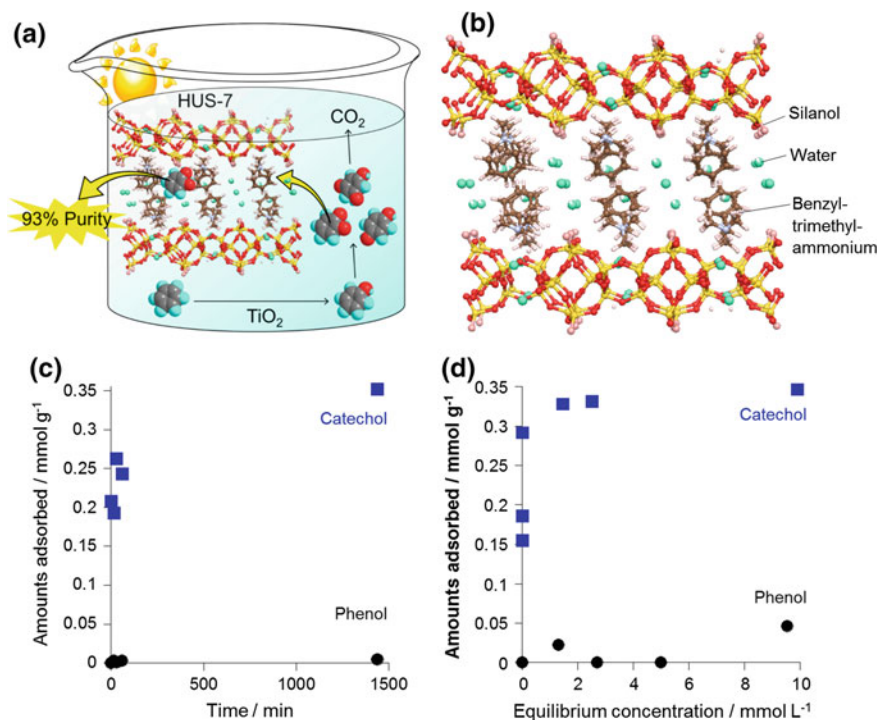 (a)
HUS-7
CO2
93% Purity
TiO2
(b)
Silanol
Water
Benzyl-
trimethyl-
ammonium
(c)
Amounts adsorbed / mmol g-1
0.35
0.3
0.25
0.2
0.15
0.1
0.05
0
Catechol
Phenol
0
500
1000
1500
Time / min
(d)
Amounts adsorbed / mmol g-1
0.35
0.3
0.25
0.2
0.15
0.1
0.05
0
Catechol
Phenol
0
2
4
6
8
10
Equilibrium concentration / mmol L-1